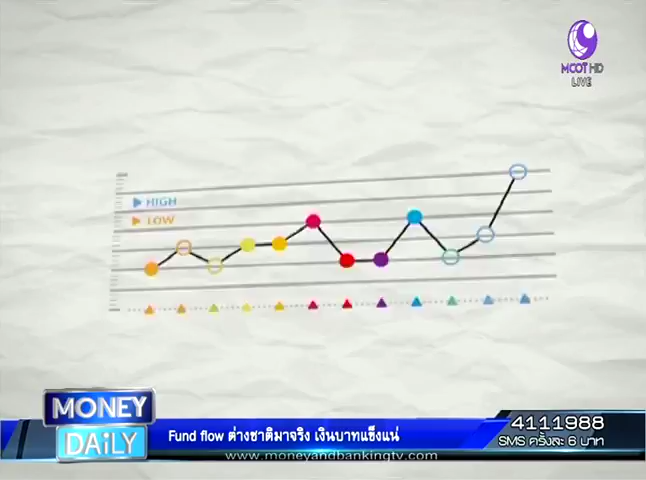 MCOT HD
LIVE
HIGH
LOW
MONEY
DAiLY
Fund flow ต่างชาติมาจริง เงินบาทแข็งแน่
4111988
SMS ครั้งละ 6 บาท
www.moneyandbankingtv.com